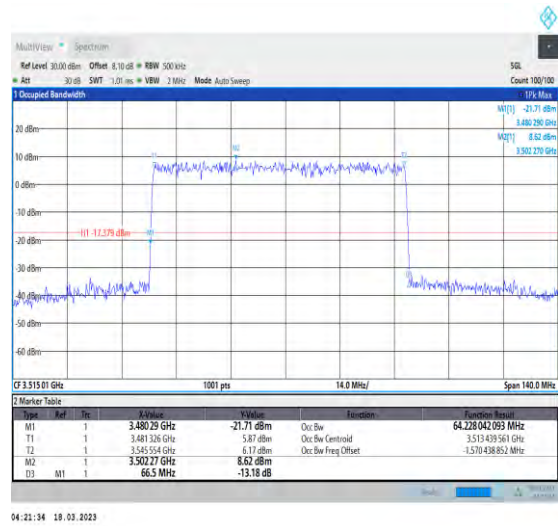 MultiView Spectrum
Ref Level 30.00 dBm Offset 8.10 dB RBW 500 kHz SGL
Att 30 dB SWT 1.01 ms VBW 2 MHz Mode Auto Sweep Count 100/100
1 Occupied Bandwidth 1Pk Max
M1[1] -21.71 dBm
3.480 290 GHz
M2[1] 8.62 dBm
3.502 270 GHz
20 dBm
10 dBm
0 dBm
-10 dBm
H1 -17.379 dBm
-20 dBm
-30 dBm
-40 dBm
-50 dBm
-60 dBm
CF 3.515 01 GHz 1001 pts 14.0 MHz/ Span 140.0 MHz
2 Marker Table
Type Ref Trc X-Value Y-Value Function Function Result
M1 1 3.480 29 GHz -21.71 dBm Occ Bw 64.228 042 093 MHz
T1 1 3.481 326 GHz 5.87 dBm Occ Bw Centroid 3.513 439 561 GHz
T2 1 3.545 554 GHz 6.17 dBm Occ Bw Freq Offset -1.570 438 852 MHz
M2 1 3.502 27 GHz 8.62 dBm
D3 M1 1 66.5 MHz -13.18 dB
04:21:34 18.03.2023